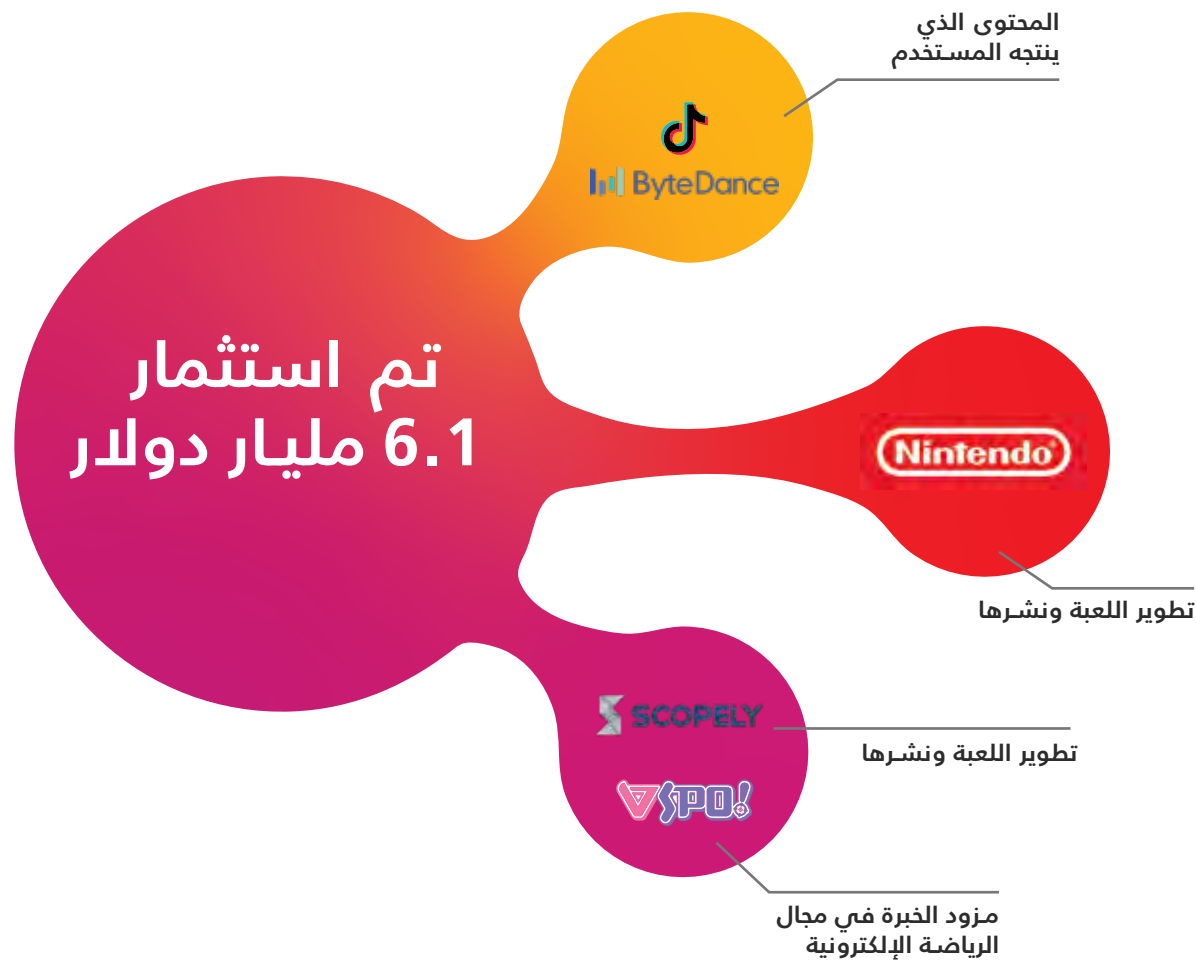 المحتوى الذي
ينتجه المستخدم
ByteDance
تم استثمار
6.1 مليار دولار
Nintendo
تطوير اللعبة ونشرها
SCOPELY
تطوير اللعبة ونشرها
VSPO!
مزود الخبرة في مجال
الرياضة الإلكترونية